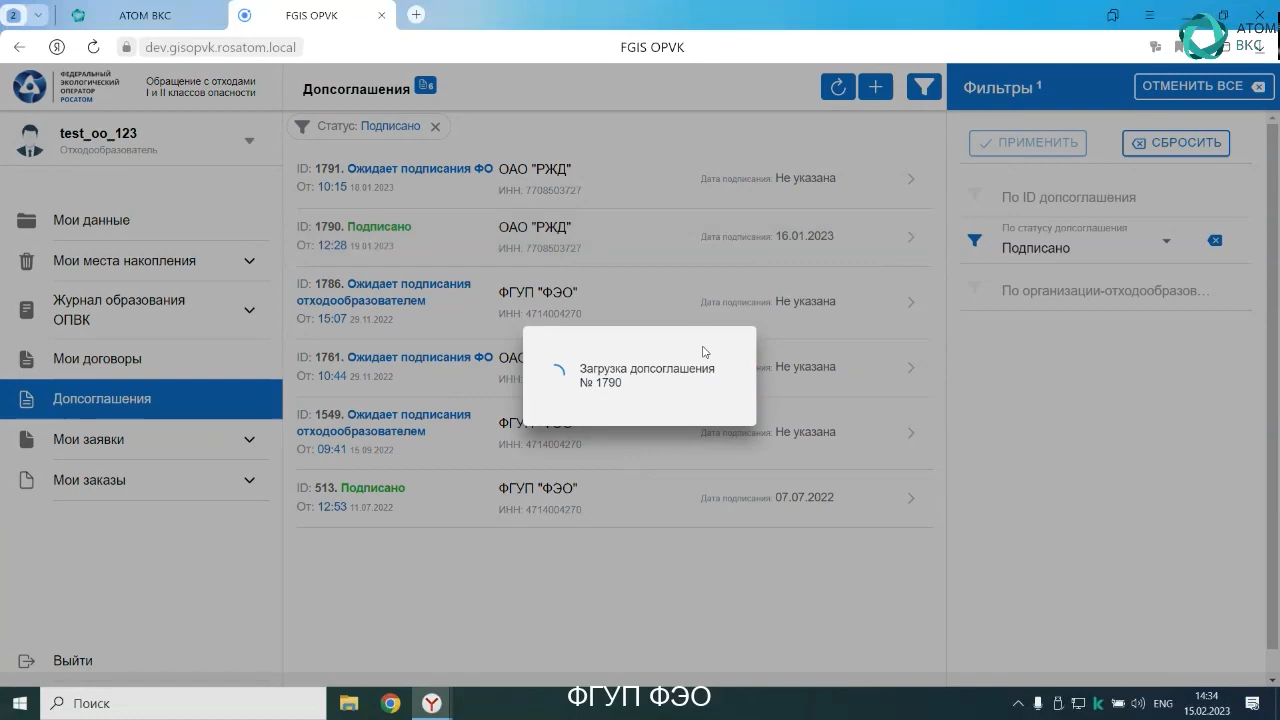 2
АТОМ ВКС
FGIS OPVK
dev.gisopvk.rosatom.local
FGIS OPVK
АТОМ
ВКС
ФЕДЕРАЛЬНЫЙ
ЭКОЛОГИЧЕСКИЙ
ОПЕРАТОР
РОСАТОМ
Обращение с отходами
I и II классов опасности
test_oo_123
Отходообразователь
Мои данные
Мои места накопления
Журнал образования
ОПВК
Мои договоры
Допсоглашения
Мои заявки
Мои заказы
Выйти
Допсоглашения 6
Статус: Подписано
ID: 1791. Ожидает подписания ФО
От: 10:15 18.01.2023
ОАО "РЖД"
ИНН: 7708503727
Дата подписания: Не указана
ID: 1790. Подписано
От: 12:28 19.01.2023
ОАО "РЖД"
ИНН: 7708503727
Дата подписания: 16.01.2023
ID: 1786. Ожидает подписания
отходообразователем
От: 15:07 29.11.2022
ФГУП "ФЭО"
ИНН: 4714004270
Дата подписания: Не указана
ID: 1761. Ожидает подписания ФО
От: 10:44 29.11.2022
ОАО
ИНН:
Не указана
ID: 1549. Ожидает подписания
отходообразователем
От: 09:41 15.09.2022
ФГУП "ФЭО"
ИНН: 4714004270
Дата подписания: Не указана
ID: 513. Подписано
От: 12:53 11.07.2022
ФГУП "ФЭО"
ИНН: 4714004270
Дата подписания: 07.07.2022
Загрузка допсоглашения
№ 1790
Фильтры 1
ОТМЕНИТЬ ВСЕ
ПРИМЕНИТЬ
СБРОСИТЬ
По ID допсоглашения
По статусу допсоглашения
Подписано
По организации-отходообразов...
Поиск
ФГУП ФЭО
ENG
14:34
15.02.2023